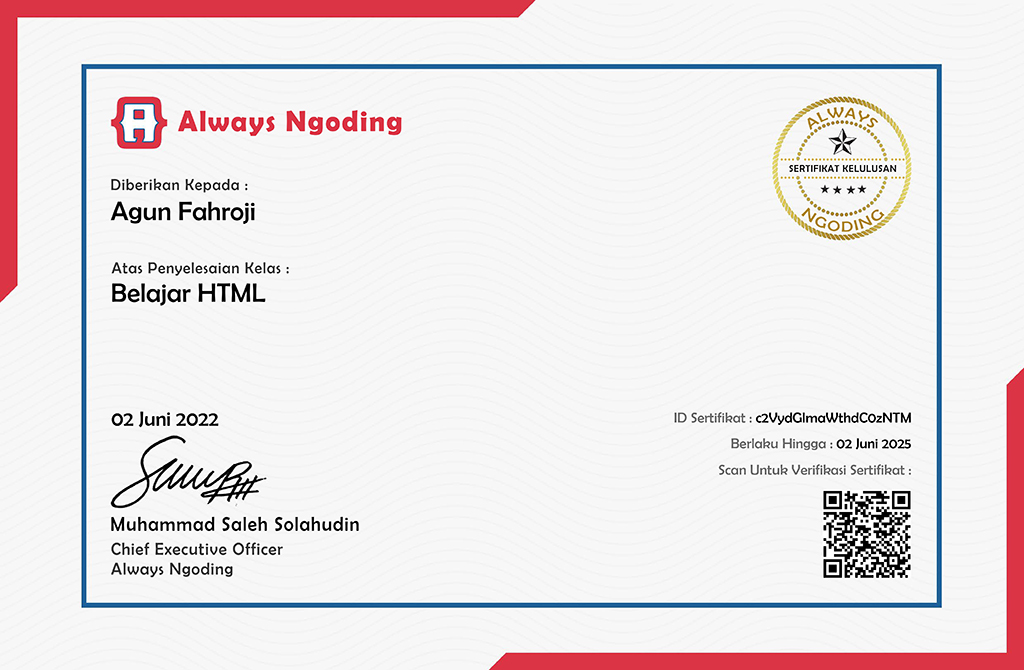 Always Ngoding
ALWAYS
SERTIFIKAT KELULUSAN
NGODING
Diberikan Kepada :
Agun Fahroji
Atas Penyelesaian Kelas :
Belajar HTML
02 Juni 2022
Muhammad Saleh Solahudin
Chief Executive Officer
Always Ngoding
ID Sertifikat : c2VydGlmaWthdC0zNTM
Berlaku Hingga : 02 Juni 2025
Scan Untuk Verifikasi Sertifikat :